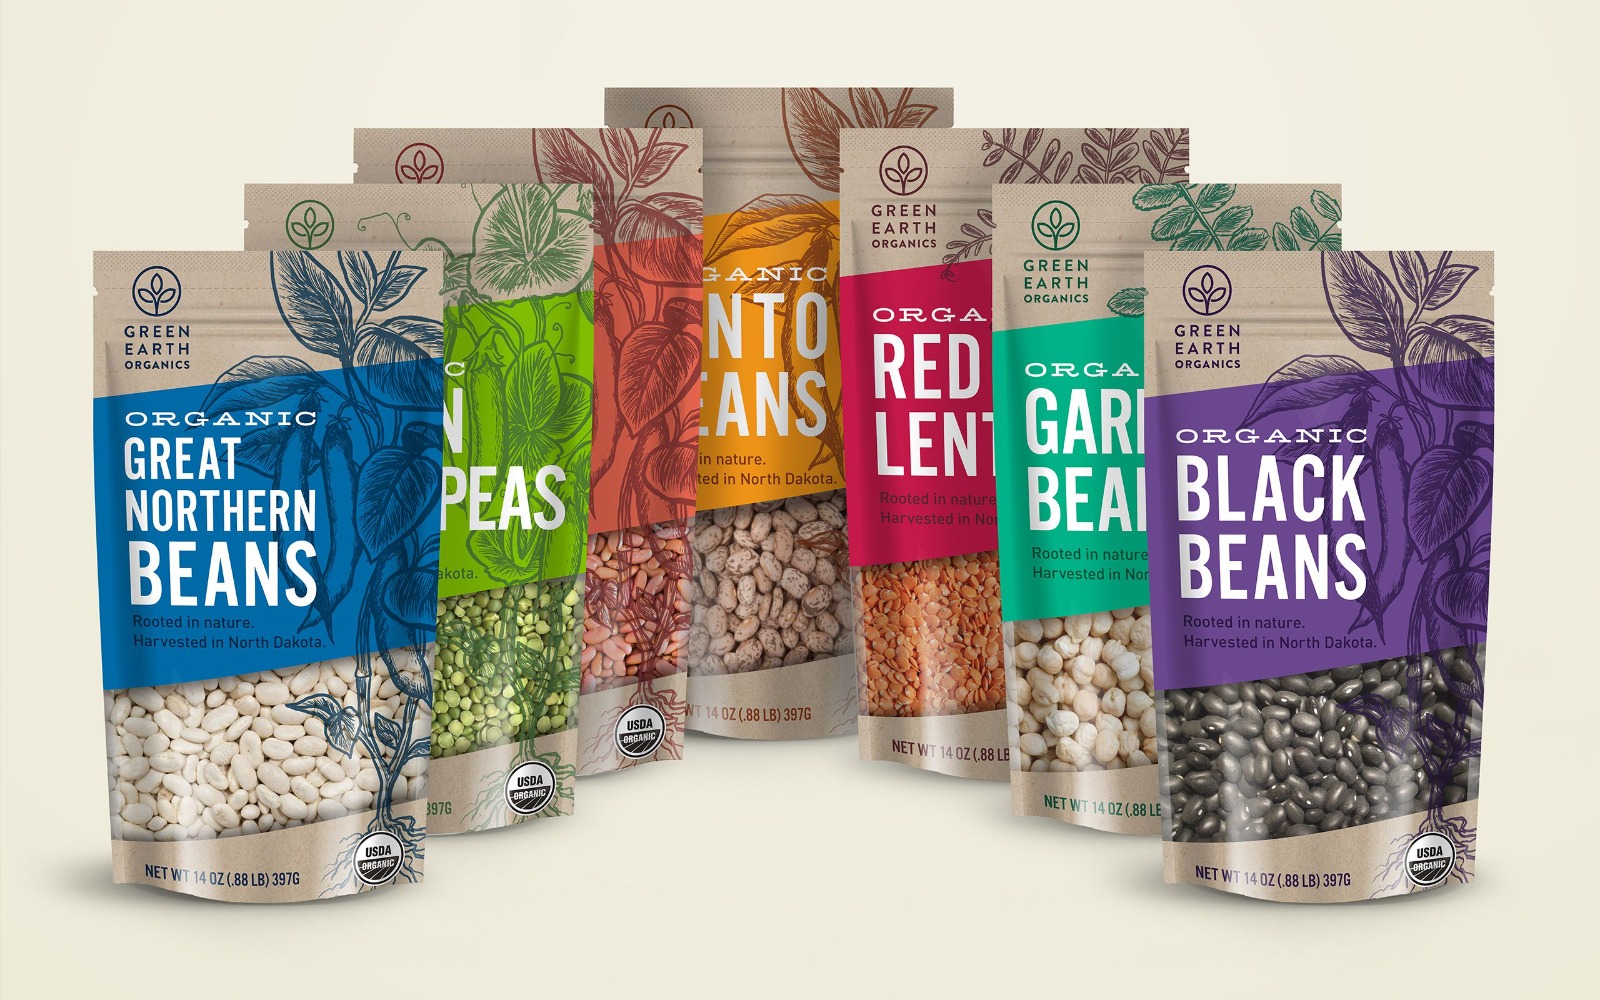 GREEN
EARTH
ORGANICS
ORGANIC
GREAT
NORTHERN
BEANS
Rooted in nature.
Harvested in North Dakota.
NET WT 14 OZ (.88 LB) 397G
USDA
ORGANIC
C
N
PEAS
akota.
397G
USDA
ORGANIC
USDA
ORGANIC
GANIC
NTO
EANS
in nature.
ted in North Dakota.
WT 14 OZ (.88 LB) 397G
GREEN
EARTH
ORGANICS
ORGA
RED
LENT
Rooted in nature
Harvested in Nor
NET WT 14 OZ (.88 LB
GREEN
EARTH
ORGANICS
ORGA
GAR
BEA
Rooted in nature
Harvested in Nor
NET WT 14 OZ (.88 LB
GREEN
EARTH
ORGANICS
ORGANIC
BLACK
BEANS
Rooted in nature.
Harvested in North Dakota.
NET WT 14 OZ (.88 LB) 397G
USDA
ORGANIC